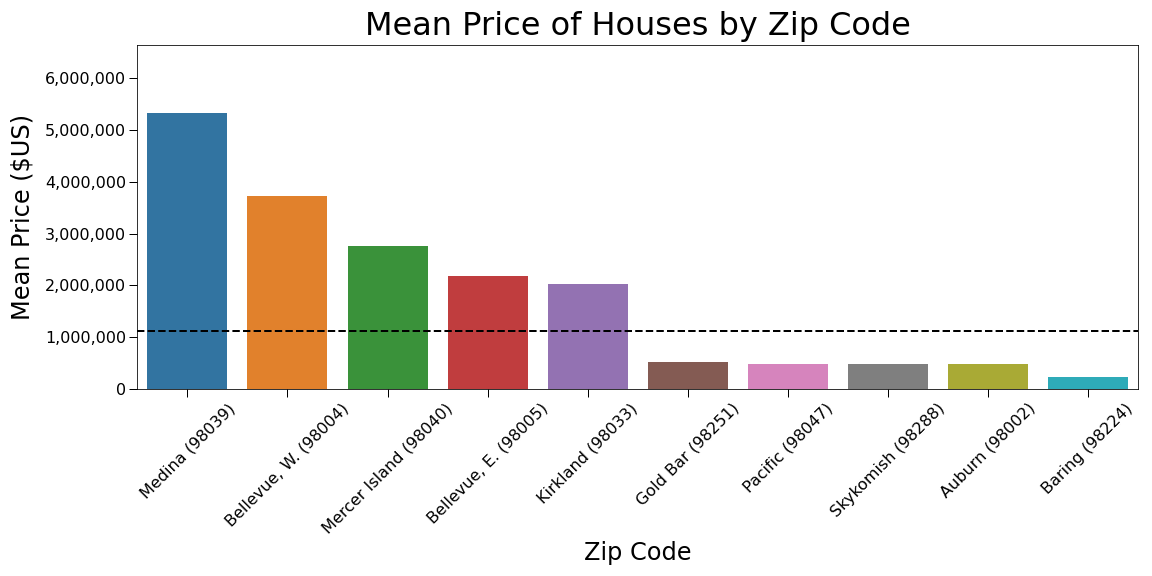 Mean Price of Houses by Zip Code
Mean Price ($US)
6,000,000
5,000,000
4,000,000
3,000,000
2,000,000
1,000,000
0
Medina (98039)
Bellevue, W. (98004)
Mercer Island (98040)
Bellevue, E. (98005)
Kirkland (98033)
Gold Bar (98251)
Pacific (98047)
Skykomish (98288)
Auburn (98002)
Baring (98224)
Zip Code